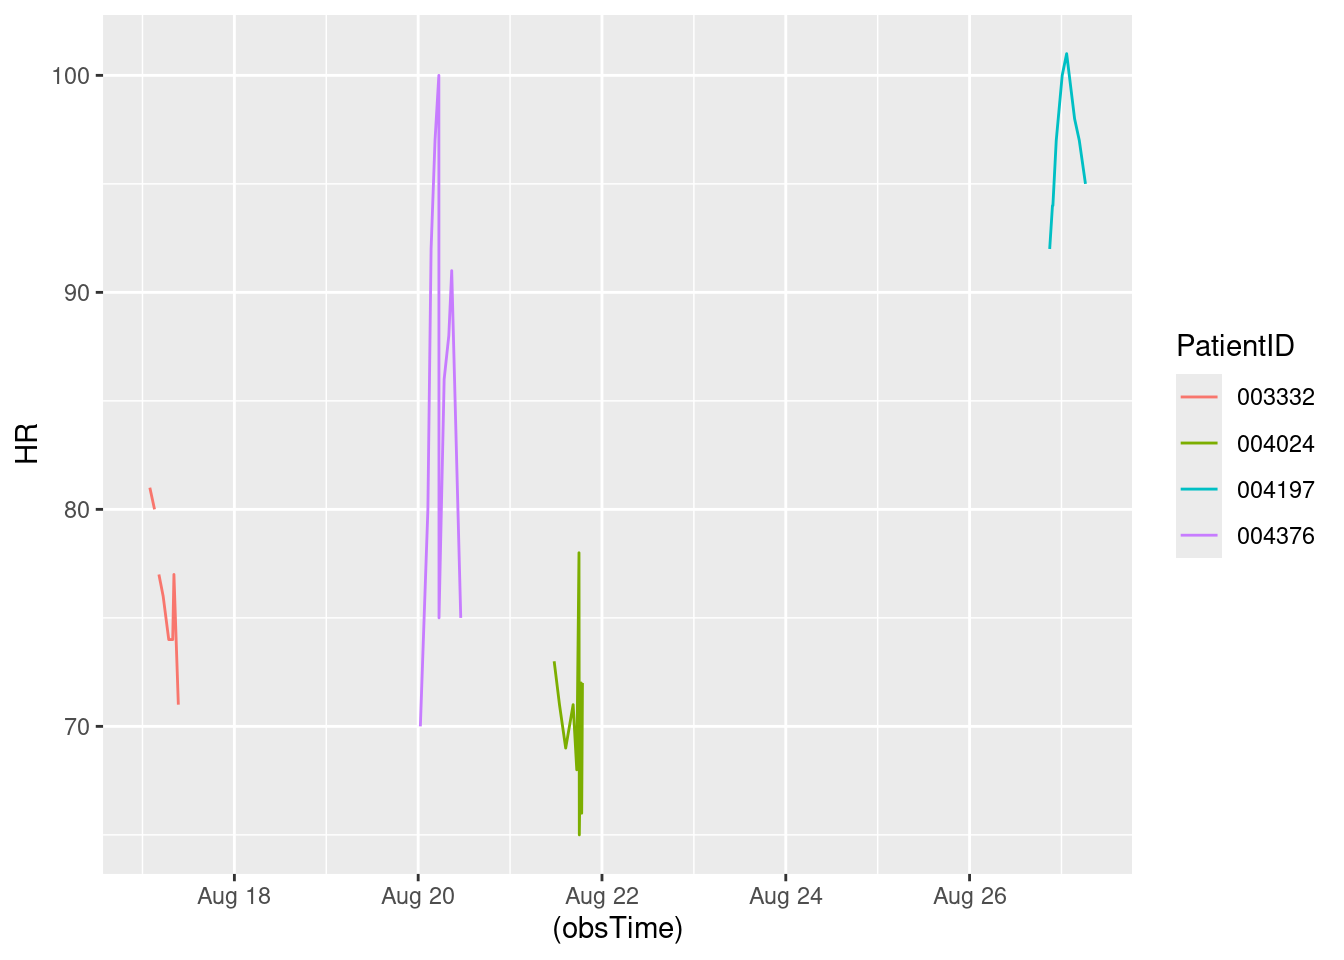 100
90
80
70
HR
Aug 18
Aug 20
Aug 22
Aug 24
Aug 26
(obsTime)
PatientID
003332
004024
004197
004376